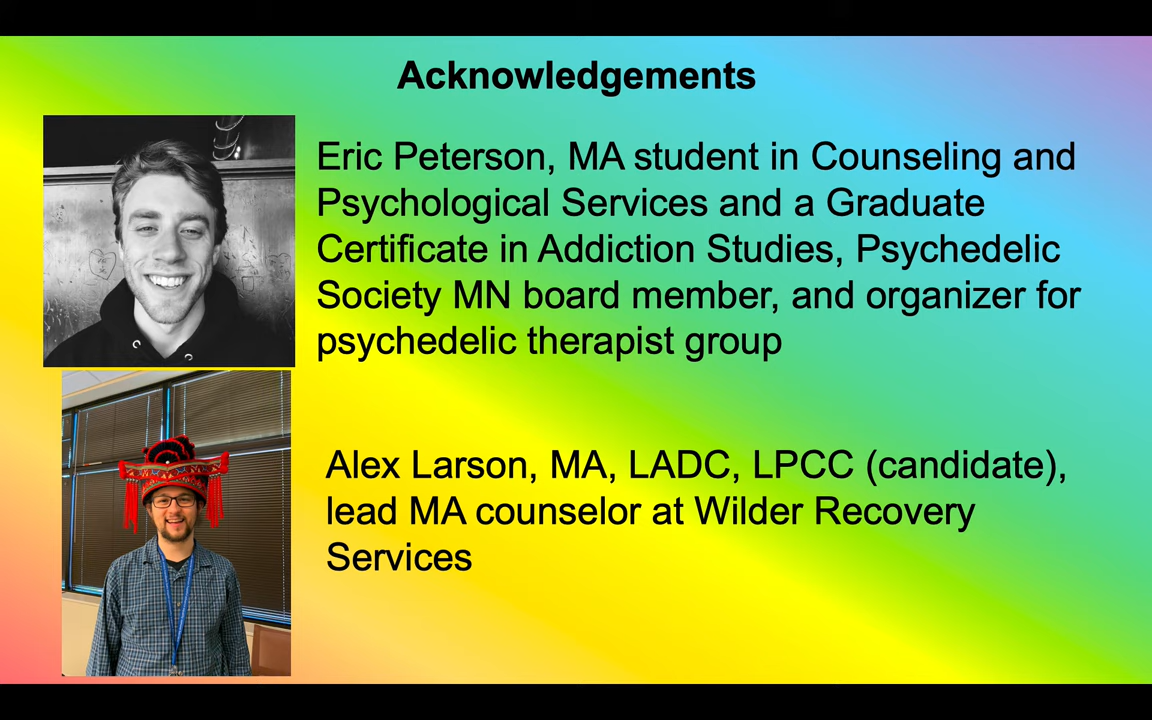 Acknowledgements
Eric Peterson, MA student in Counseling and
Psychological Services and a Graduate
Certificate in Addiction Studies, Psychedelic
Society MN board member, and organizer for
psychedelic therapist group
Alex Larson, MA, LADC, LPCC (candidate),
lead MA counselor at Wilder Recovery
Services